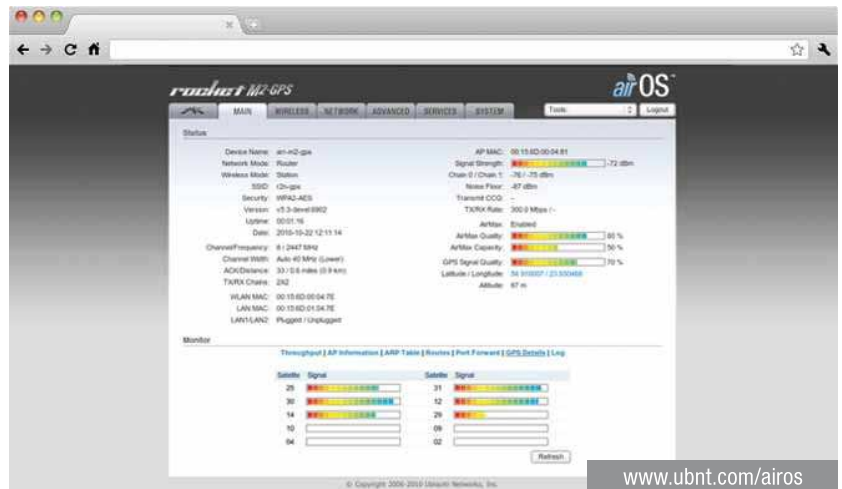 rocket M2-GPS
airOS
MAIN WIRELESS NETWORK ADVANCED SERVICES SYSTEM Tools: Logout
Status
Device Name: arri-m2-gps
Network Mode: Router
Wireless Mode: Station
SSID:
Security: WPA2-AES
Version:
Uptime: 00:01:16
Date: 2010-10-22 12:11:14
Channel/Frequency: 8 / 2447 MHz
Channel Width: Auto 40 MHz (Lower)
ACK/Distance: 33 / 0.6 miles (0.9 km)
TX/RX Chains: 2X2
WLAN MAC: 00:15:6D:00:04:7E
LAN MAC: 00:15:6D:01:04:7E
LAN1/LAN2: Plugged / Unplugged
AP MAC: 00:15:6D:00:04:81
Signal Strength: -72 dBm
Chain 0 / Chain 1: -76 / -75 dBm
Noise Floor: -87 dBm
Transmit CCQ: -
TX/RX Rate: 300.0 Mbps / -
AirMax: Enabled
AirMax Quality: 80 %
AirMax Capacity: 50 %
GPS Signal Quality: 70 %
Latitude / Longitude:
Altitude: 67 m
Monitor
Throughput | AP Information | ARP Table | Routes | Port Forward | GPS Details | Log
Satellite Signal Satellite Signal
25 31
30 12
14 29
10 09
04 02
Refresh
© Copyright 2006-2010 Ubiquiti Networks, Inc.
www.ubnt.com/airos